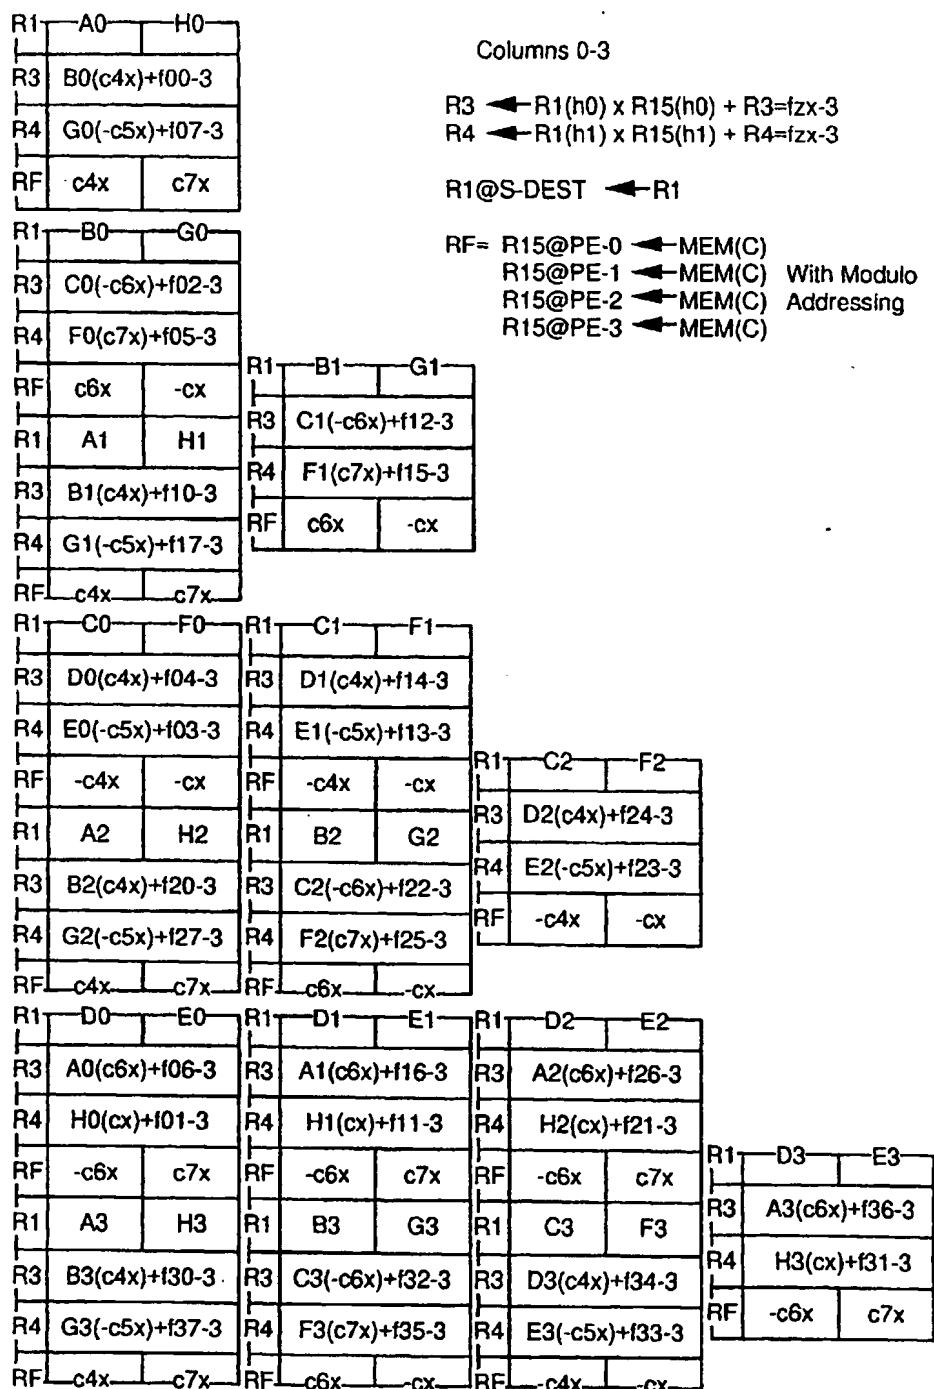 Columns 0-3
R3 ← R1(h0) x R15(h0) + R3=fzx-3
R4 ← R1(h1) x R15(h1) + R4=fzx-3
R1@S-DEST ← R1
RF= R15@PE-0 ← MEM(C)
R15@PE-1 ← MEM(C) With Modulo
R15@PE-2 ← MEM(C) Addressing
R15@PE-3 ← MEM(C)
R1 A0 H0
R3 B0(c4x)+f00-3
R4 G0(-c5x)+f07-3
RF c4x c7x
R1 B0 G0
R3 C0(-c6x)+f02-3
R4 F0(c7x)+f05-3
RF c6x -cx
R1 A1 H1
R3 B1(c4x)+f10-3
R4 G1(-c5x)+f17-3
RF c4x c7x
R1 B1 G1
R3 C1(-c6x)+f12-3
R4 F1(c7x)+f15-3
RF c6x -cx
R1 C0 F0
R3 D0(c4x)+f04-3
R4 E0(-c5x)+f03-3
RF -c4x -cx
R1 A2 H2
R3 B2(c4x)+f20-3
R4 G2(-c5x)+f27-3
RF c4x c7x
R1 C1 F1
R3 D1(c4x)+f14-3
R4 E1(-c5x)+f13-3
RF -c4x -cx
R1 B2 G2
R3 C2(-c6x)+f22-3
R4 F2(c7x)+f25-3
RF c6x -cx
R1 C2 F2
R3 D2(c4x)+f24-3
R4 E2(-c5x)+f23-3
RF -c4x -cx
R1 D0 E0
R3 A0(c6x)+f06-3
R4 H0(cx)+f01-3
RF -c6x c7x
R1 A3 H3
R3 B3(c4x)+f30-3
R4 G3(-c5x)+f37-3
RF c4x c7x
R1 D1 E1
R3 A1(c6x)+f16-3
R4 H1(cx)+f11-3
RF -c6x c7x
R1 B3 G3
R3 C3(-c6x)+f32-3
R4 F3(c7x)+f35-3
RF c6x -cx
R1 D2 E2
R3 A2(c6x)+f26-3
R4 H2(cx)+f21-3
RF -c6x c7x
R1 C3 F3
R3 D3(c4x)+f34-3
R4 E3(-c5x)+f33-3
RF -c4x -cx
R1 D3 E3
R3 A3(c6x)+f36-3
R4 H3(cx)+f31-3
RF -c6x c7x